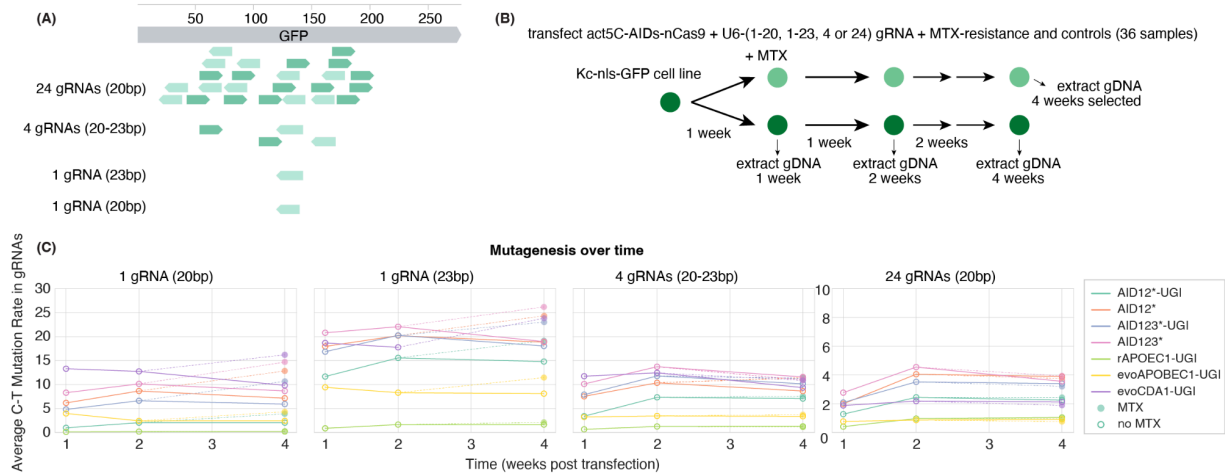 (A)
50 100 150 200 250
GFP
24 gRNAs (20bp)
4 gRNAs (20-23bp)
1 gRNA (23bp)
1 gRNA (20bp)
(B)
transfect act5C-AIDs-nCas9 + U6-(1-20, 1-23, 4 or 24) gRNA + MTX-resistance and controls (36 samples)
+ MTX
Kc-nls-GFP cell line
extract gDNA
4 weeks selected
1 week
1 week
2 weeks
extract gDNA
1 week
extract gDNA
2 weeks
extract gDNA
4 weeks
(C)
Mutagenesis over time
Average C-T Mutation Rate in gRNAs
1 gRNA (20bp)
30
25
20
15
10
5
0
1 2 3 4
1 gRNA (23bp)
1 2 3 4
4 gRNAs (20-23bp)
1 2 3 4
24 gRNAs (20bp)
10
8
6
4
2
0
1 2 3 4
Time (weeks post transfection)
AID12*-UGI
AID12*
AID123*-UGI
AID123*
rAPOEC1-UGI
evoAPOBEC1-UGI
evoCDA1-UGI
MTX
no MTX